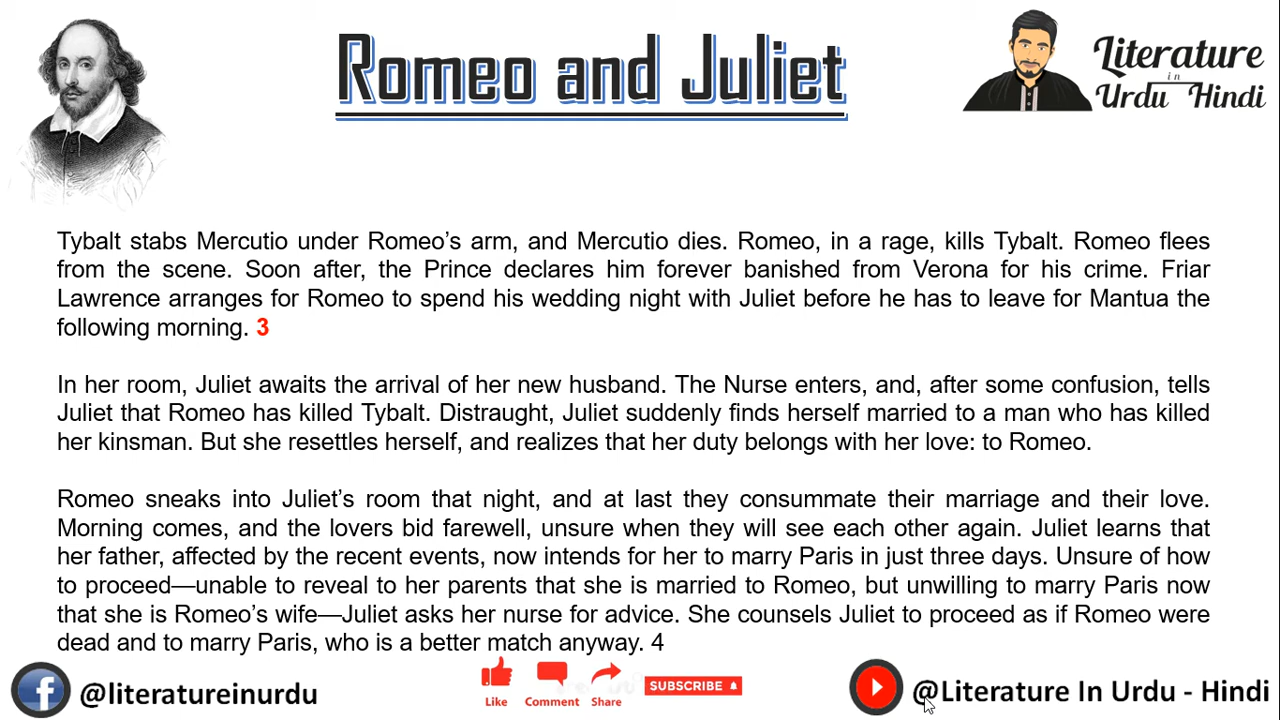 Romeo and Juliet
Literature
in
Urdu Hindi
Tybalt stabs Mercutio under Romeo’s arm, and Mercutio dies. Romeo, in a rage, kills Tybalt. Romeo flees
from the scene. Soon after, the Prince declares him forever banished from Verona for his crime. Friar
Lawrence arranges for Romeo to spend his wedding night with Juliet before he has to leave for Mantua the
following morning. 3
In her room, Juliet awaits the arrival of her new husband. The Nurse enters, and, after some confusion, tells
Juliet that Romeo has killed Tybalt. Distraught, Juliet suddenly finds herself married to a man who has killed
her kinsman. But she resettles herself, and realizes that her duty belongs with her love: to Romeo.
Romeo sneaks into Juliet’s room that night, and at last they consummate their marriage and their love.
Morning comes, and the lovers bid farewell, unsure when they will see each other again. Juliet learns that
her father, affected by the recent events, now intends for her to marry Paris in just three days. Unsure of how
to proceed—unable to reveal to her parents that she is married to Romeo, but unwilling to marry Paris now
that she is Romeo’s wife—Juliet asks her nurse for advice. She counsels Juliet to proceed as if Romeo were
dead and to marry Paris, who is a better match anyway. 4
@literatureinurdu
Like
Comment
Share
SUBSCRIBE
@Literature In Urdu - Hindi